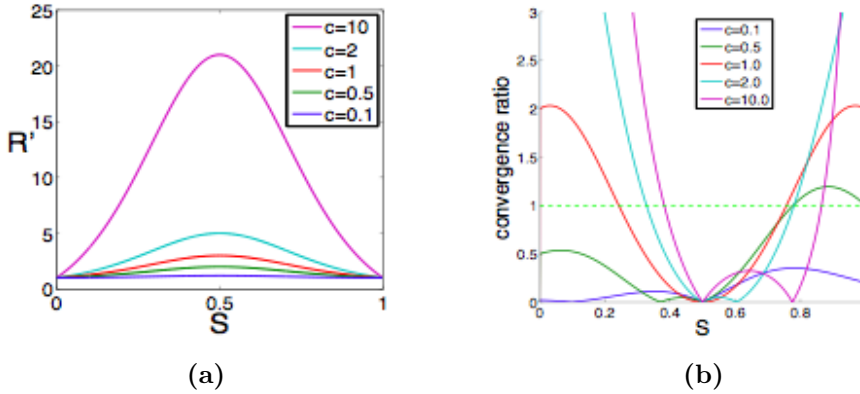 25
20
15
10
5
0
R'
0
0.5
1
S
c=10
c=2
c=1
c=0.5
c=0.1
(a)
3
2.5
2
1.5
1
0.5
0
convergence ratio
0
0.2
0.4
0.6
0.8
S
c=0.1
c=0.5
c=1.0
c=2.0
c=10.0
(b)